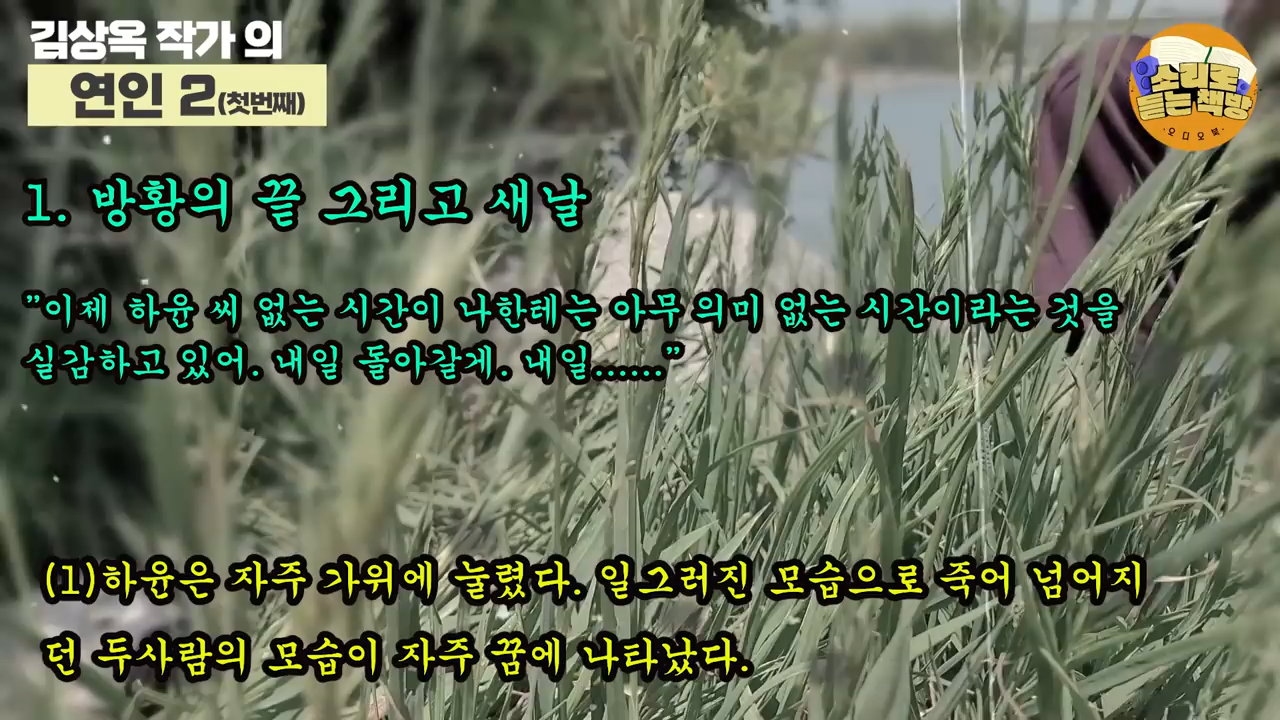 김상옥 작가 의
연인 2(첫번째)
소리로
듣는 책방
·오디오북·
1. 방황의 끝 그리고 새날
"이제 하윤 씨 없는 시간이 나한테는 아무 의미 없는 시간이라는 것을
실감하고 있어. 내일 돌아갈게. 내일......"
(1)하윤은 자주 가위에 눌렸다. 일그러진 모습으로 죽어 넘어지
던 두사람의 모습이 자주 꿈에 나타났다.